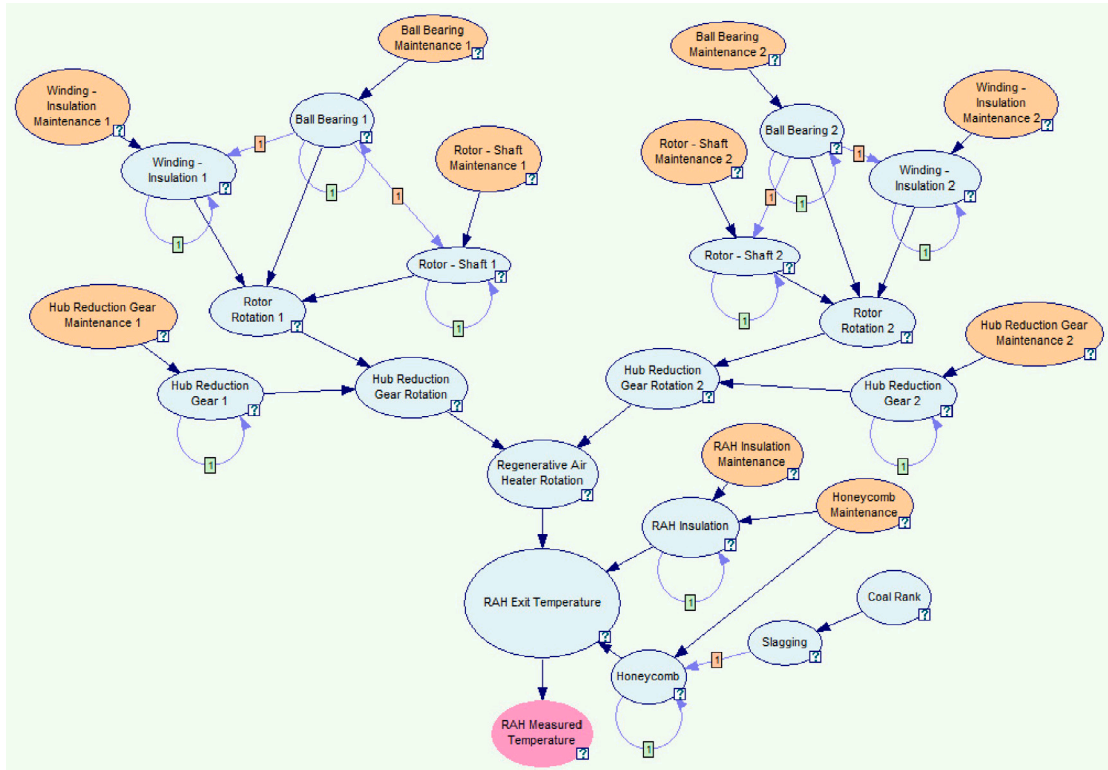 Ball Bearing
Maintenance 1
?
Ball Bearing
Maintenance 2
?
Winding -
Insulation
Maintenance 1
?
Winding -
Insulation
Maintenance 2
?
Ball Bearing 1
?
Ball Bearing 2
?
1
1
Rotor - Shaft
Maintenance 1
?
Rotor - Shaft
Maintenance 2
?
Winding -
Insulation 1
?
Winding -
Insulation 2
?
1
1
1
1
1
1
Rotor - Shaft 1
?
Rotor - Shaft 2
?
1
1
Rotor
Rotation 1
?
Rotor
Rotation 2
?
Hub Reduction Gear
Maintenance 1
?
Hub Reduction Gear
Maintenance 2
?
Hub Reduction
Gear 1
?
Hub Reduction
Gear Rotation
?
Hub Reduction
Gear Rotation 2
?
Hub Reduction
Gear 2
?
1
1
Regenerative Air
Heater Rotation
?
RAH Insulation
Maintenance
?
Honeycomb
Maintenance
?
RAH Insulation
?
1
RAH Exit Temperature
?
Coal Rank
?
Slagging
?
1
Honeycomb
?
1
RAH Measured
Temperature
?